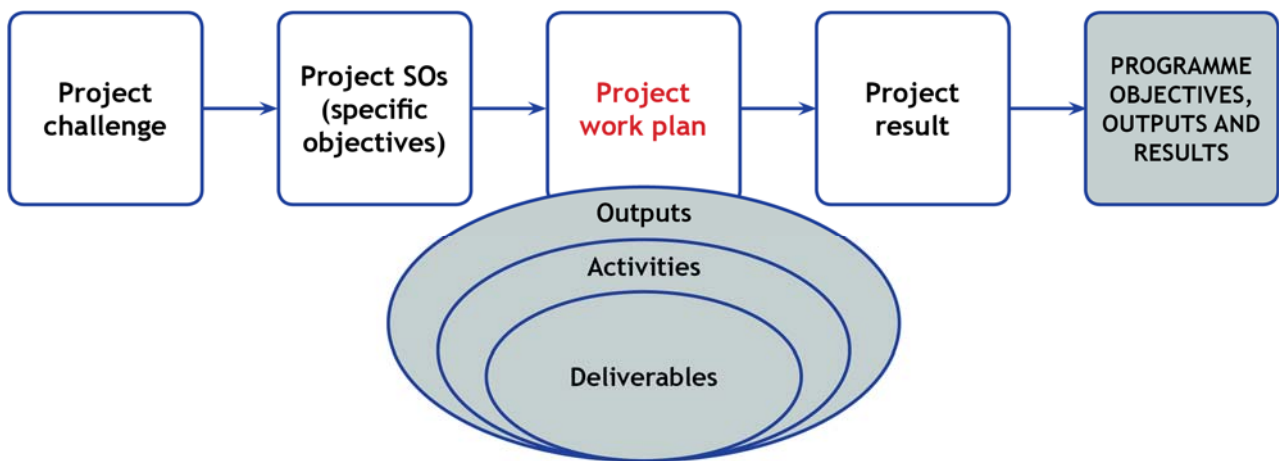 Project
challenge
Project SOs
(specific
objectives)
Project
work plan
Project
result
PROGRAMME
OBJECTIVES,
OUTPUTS AND
RESULTS
Outputs
Activities
Deliverables